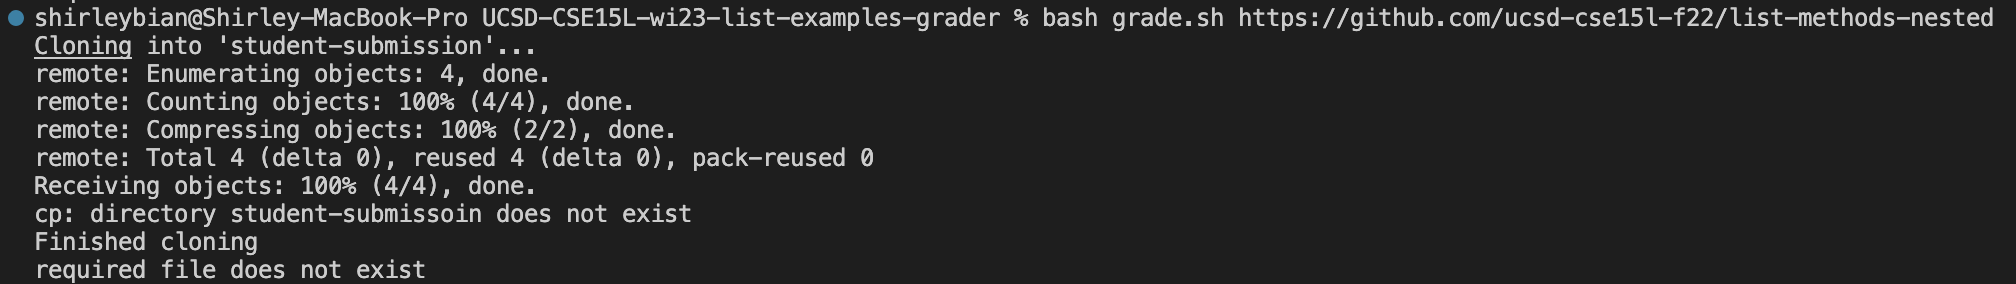 shirleybian@Shirley-MacBook-Pro UCSD-CSE15L-wi23-list-examples-grader % bash grade.sh https://github.com/ucsd-cse15l-f22/list-methods-nested
Cloning into 'student-submission'...
remote: Enumerating objects: 4, done.
remote: Counting objects: 100% (4/4), done.
remote: Compressing objects: 100% (2/2), done.
remote: Total 4 (delta 0), reused 4 (delta 0), pack-reused 0
Receiving objects: 100% (4/4), done.
cp: directory student-submissoin does not exist
Finished cloning
required file does not exist